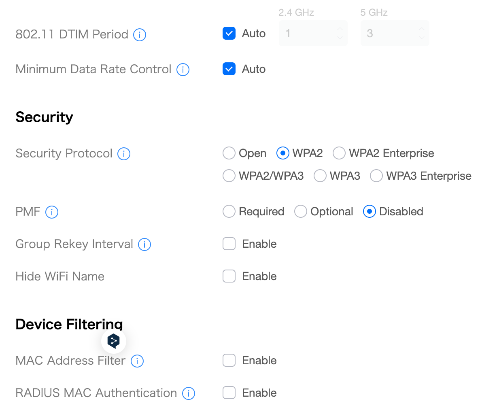 2.4 GHz 5 GHz
802.11 DTIM Period Auto 1 3
Minimum Data Rate Control Auto
Security
Security Protocol Open WPA2 WPA2 Enterprise
WPA2/WPA3 WPA3 WPA3 Enterprise
PMF Required Optional Disabled
Group Rekey Interval Enable
Hide WiFi Name Enable
Device Filtering
MAC Address Filter Enable
RADIUS MAC Authentication Enable